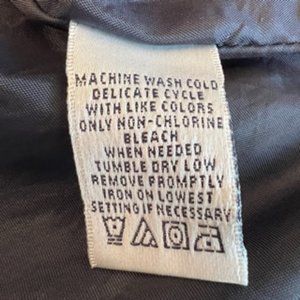 MACHINE WASH COLD
DELICATE CYCLE
WITH LIKE COLORS
ONLY NON-CHLORINE
BLEACH
WHEN NEEDED
TUMBLE DRY LOW
REMOVE PROMPTLY
IRON ON LOWEST
SETTING IF NECESSARY